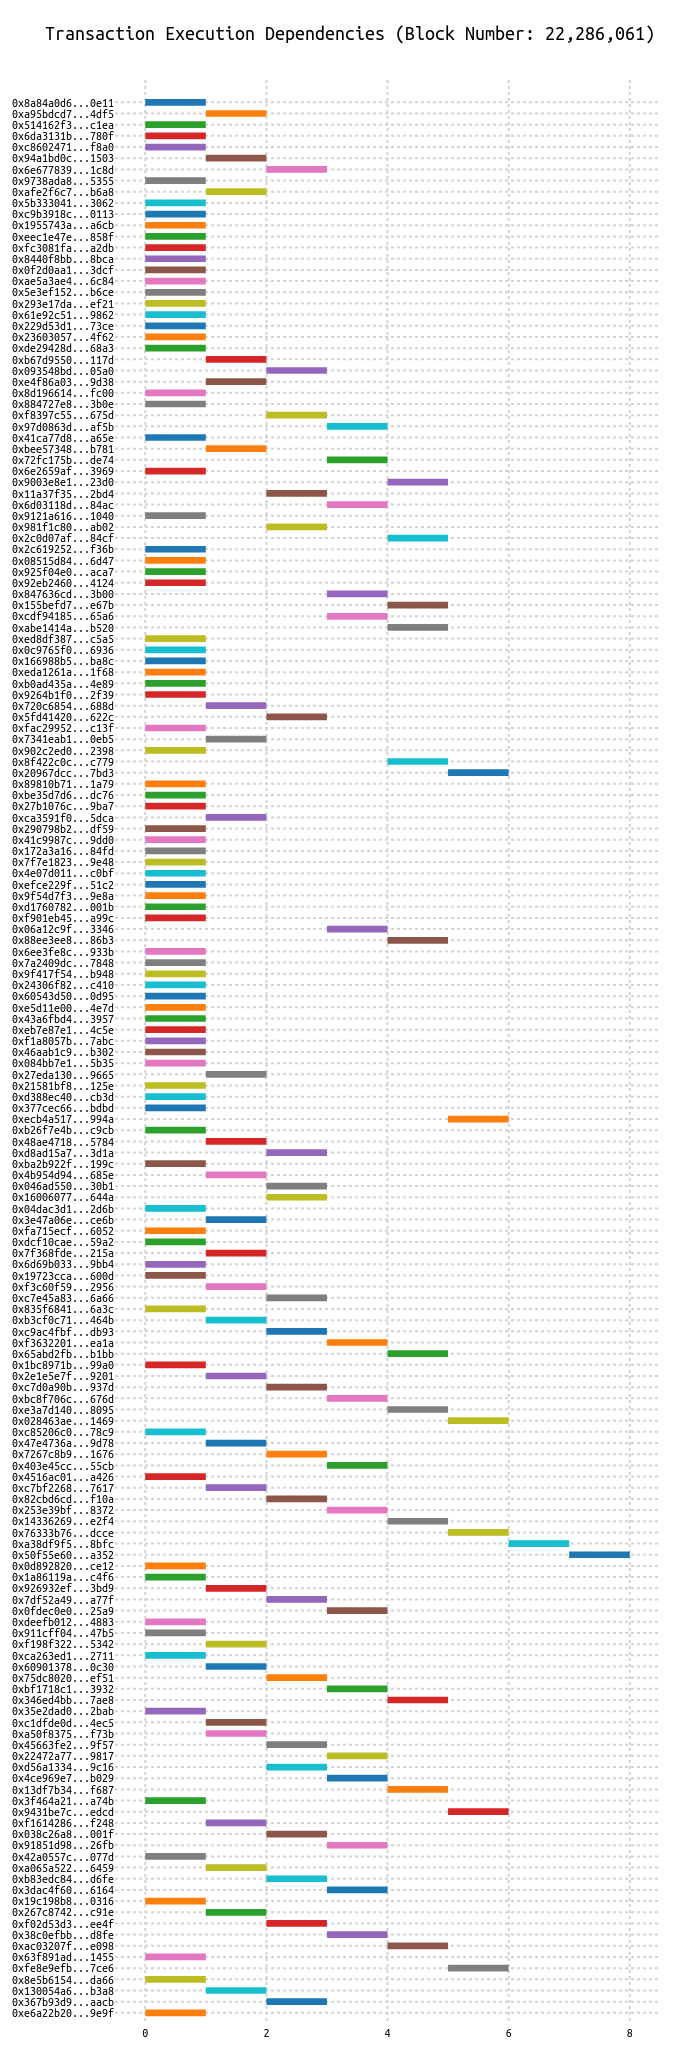 Transaction Execution Dependencies (Block Number: 22,286,061)
0x8a84a0d6...0e11
0xa95bdcd7...4df5
0x514162f3...c1ea
0x6da3131b...780f
0xc8602471...f8a0
0x94a1bd0c...1503
0x6e677839...1c8d
0x9738ada8...5355
0xafe2f6c7...b6a8
0x5b333041...3062
0xc9b3918c...0113
0x1955743a...a6cb
0xeec1e47e...858f
0xfc3081fa...a2db
0x8440f8bb...8bca
0x0f2d0aa1...3dcf
0xae5a3ae4...6c84
0x5e3ef152...b6ce
0x293e17da...ef21
0x61e92c51...9862
0x229d53d1...73ce
0x23603057...4f62
0xde29428d...68a3
0xb67d9550...117d
0x093548bd...05a0
0xe4f86a03...9d38
0x8d196614...fc00
0x884727e8...3b0e
0xf8397c55...675d
0x97d0863d...af5b
0x41ca77d8...a65e
0xbee57348...b781
0x72fc175b...de74
0x6e2659af...3969
0x9003e8e1...23d0
0x11a37f35...2bd4
0x6d03118d...84ac
0x9121a616...1040
0x981f1c80...ab02
0x2c0d07af...84cf
0x2c619252...f36b
0x08515d84...6d47
0x925f04e0...aca7
0x92eb2460...4124
0x847636cd...3b00
0x155befd7...e67b
0xcdf94185...65a6
0xabe1414a...b520
0xed8df387...c5a5
0x0c9765f0...6936
0x166988b5...ba8c
0xeda1261a...1f68
0xb0ad435a...4e89
0x9264b1f0...2f39
0x720c6854...688d
0x5fd41420...622c
0xfac29952...c13f
0x7341eab1...0eb5
0x902c2ed0...2398
0x8f422c0c...c779
0x20967dcc...7bd3
0x89810b71...1a79
0xbe35d7d6...dc76
0x27b1076c...9ba7
0xca3591f0...5dca
0x290798b2...df59
0x41c9987c...9dd0
0x172a3a16...84fd
0x7f7e1823...9e48
0x4e07d011...c0bf
0xefce229f...51c2
0x9f54d7f3...9e8a
0xd1760782...001b
0xf901eb45...a99c
0x06a12c9f...3346
0x88ee3ee8...86b3
0x6ee3fe8c...933b
0x7a2409dc...7848
0x9f417f54...b948
0x24306f82...c410
0x60543d50...0d95
0xe5d11e00...4e7d
0x43a6fbd4...3957
0xeb7e87e1...4c5e
0xf1a8057b...7abc
0x46aab1c9...b302
0x084bb7e1...5b35
0x27eda130...9665
0x21581bf8...125e
0xd388ec40...cb3d
0x377cec66...bdbd
0xecb4a517...994a
0xb26f7e4b...c9cb
0x48ae4718...5784
0xd8ad15a7...3d1a
0xba2b922f...199c
0x4b954d94...685e
0x046ad550...30b1
0x16006077...644a
0x04dac3d1...2d6b
0x3e47a06e...ce6b
0xfa715ecf...6052
0xdcf10cae...59a2
0x7f368fde...215a
0x6d69b033...9bb4
0x19723cca...600d
0xf3c60f59...2956
0xc7e45a83...6a66
0x835f6841...6a3c
0xb3cf0c71...464b
0xc9ac4fbf...db93
0xf3632201...ea1a
0x65abd2fb...b1bb
0x1bc8971b...99a0
0x2e1e5e7f...9201
0xc7d0a90b...937d
0xbc8f706c...676d
0xe3a7d140...8095
0x028463ae...1469
0xc85206c0...78c9
0x47e4736a...9d78
0x7267c8b9...1676
0x403e45cc...55cb
0x4516ac01...a426
0xc7bf2268...7617
0x82cbd6cd...f10a
0x253e39bf...8372
0x14336269...e2f4
0x76333b76...dcce
0xa38df9f5...8bfc
0x50f55e60...a352
0x0d892820...ce12
0x1a86119a...c4f6
0x926932ef...3bd9
0x7df52a49...a77f
0x0fdec0e0...25a9
0xdeefb012...4883
0x911cff04...47b5
0xf198f322...5342
0xca263ed1...2711
0x60901378...0c30
0x75dc8020...ef51
0xbf1718c1...3932
0x346ed4bb...7ae8
0x35e2dad0...2bab
0xc1dfde0d...4ec5
0xa50f8375...f73b
0x45663fe2...9f57
0x22472a77...9817
0xd56a1334...9c16
0x4ce969e7...b029
0x13df7b34...f687
0x3f464a21...a74b
0x9431be7c...edcd
0xf1614286...f248
0x038c26a8...001f
0x91851d98...26fb
0x42a0557c...077d
0xa065a522...6459
0xb83edc84...d6fe
0x3dac4f60...6164
0x19c198b8...0316
0x267c8742...c91e
0xf02d53d3...ee4f
0x38c0efbb...d8fe
0xac03207f...e098
0x63f891ad...1455
0xfe8e9efb...7ce6
0x8e5b6154...da66
0x130054a6...b3a8
0x367b93d9...aacb
0xe6a22b20...9e9f
0 2 4 6 8